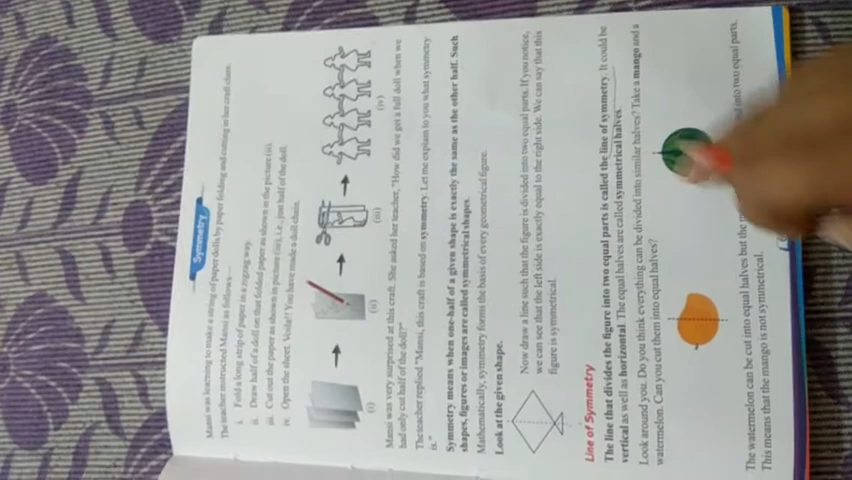 Symmetry
Mansi was learning to make a string of paper dolls, by paper folding and cutting in her craft class.
The teacher instructed Mansi as follows—
i. Fold a long strip of paper in a zigzag way.
ii. Draw half of a doll on that folded paper as shown in the picture (ii).
iii. Cut out the paper as shown in picture (iii), i.e., just half of the doll.
iv. Open the sheet. Voila!! You have made a doll chain.
(i) (ii) (iii) (iv)
Mansi was very surprised at this craft. She asked her teacher, "How did we get a full doll when we
had only cut half of the doll?"
The teacher replied "Mansi, this craft is based on symmetry. Let me explain to you what symmetry
is."
Symmetry means when one-half of a given shape is exactly the same as the other half. Such
shapes, figures or images are called symmetrical shapes.
Mathematically, symmetry forms the basis of every geometrical figure.
Look at the given shape.
Now draw a line such that the figure is divided into two equal parts. If you notice,
we can see that the left side is exactly equal to the right side. We can say that this
figure is symmetrical.
Line of Symmetry
The line that divides the figure into two equal parts is called the line of symmetry. It could be
vertical as well as horizontal. The equal halves are called symmetrical halves.
Look around you. Do you think everything can be divided into similar halves? Take a mango and a
watermelon. Can you cut them into equal halves?
The watermelon can be cut into equal halves but the into two equal parts.
This means that the mango is not symmetrical.